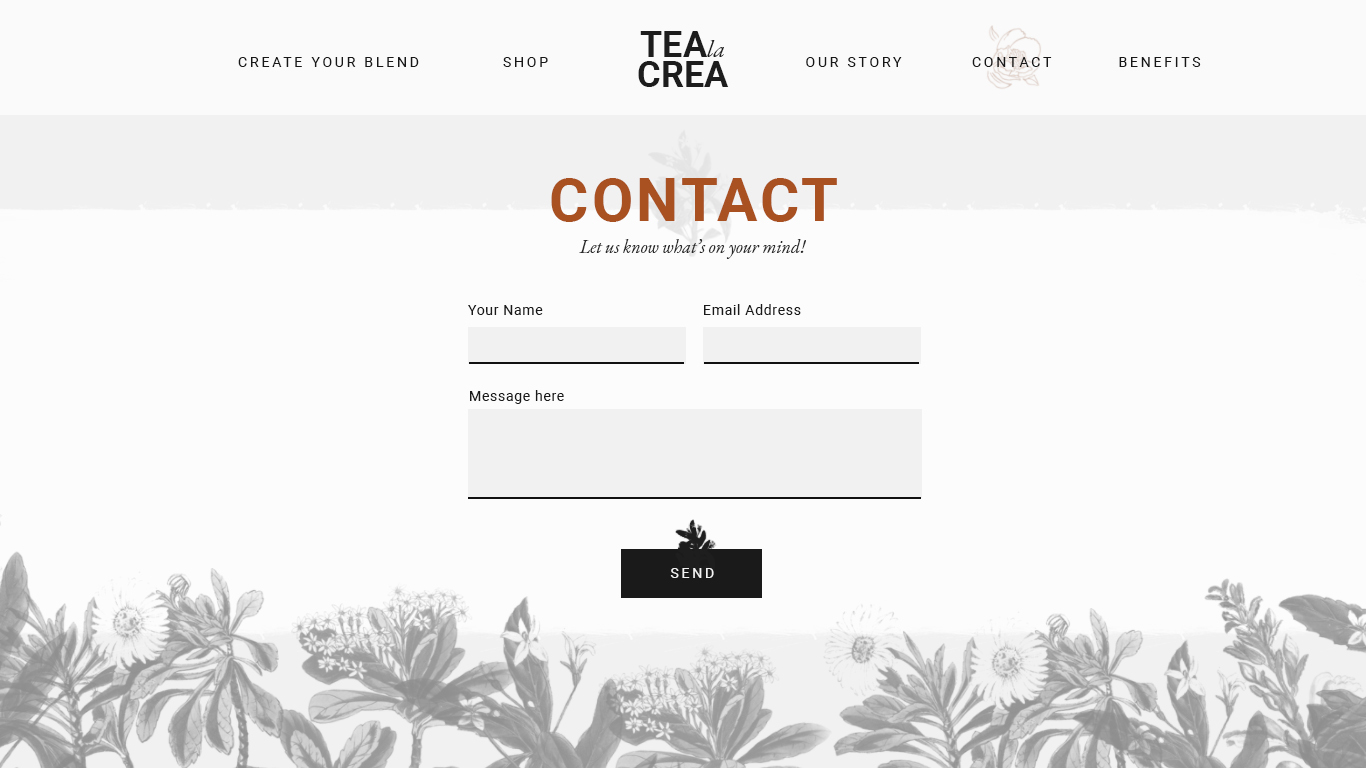 CREATE YOUR BLEND
SHOP
TEA la
CREA
OUR STORY
CONTACT
BENEFITS
CONTACT
Let us know what’s on your mind!
Your Name
Email Address
Message here
SEND